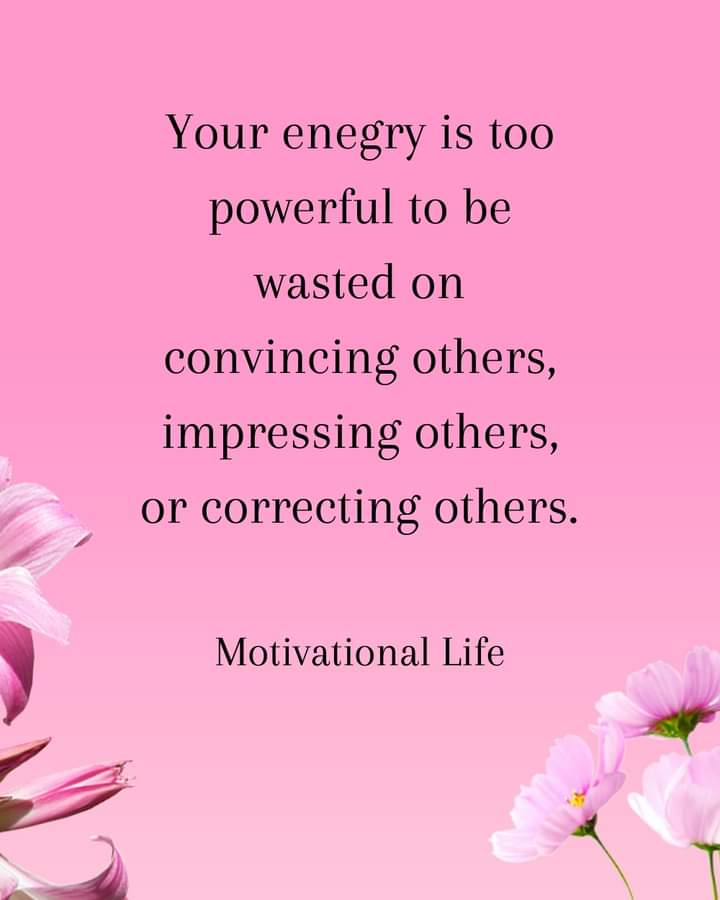 Your enegry is too
powerful to be
wasted on
convincing others,
impressing others,
or correcting others.
Motivational Life